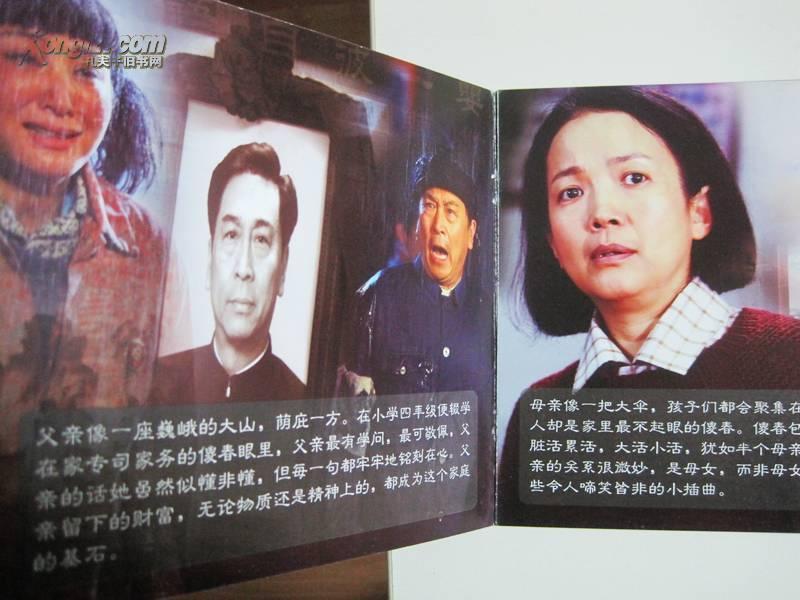 Kongfz.com
孔夫子旧书网
父亲像一座巍峨的大山，荫庇一方。在小学四年级便辍学
在家专司家务的傻春眼里，父亲最有学问，最可敬佩，父
亲的话她虽然似懂非懂，但每一句都牢牢地铭刻在心。父
亲留下的财富，无论物质还是精神上的，都成为这个家庭
的基石。
母亲像一把大伞，孩子们都会聚集在
人却是家里最不起眼的傻春。傻春包
脏活累活，大活小活，犹如半个母亲
亲的关系很微妙，是母女，而非母女
些令人啼笑皆非的小插曲。